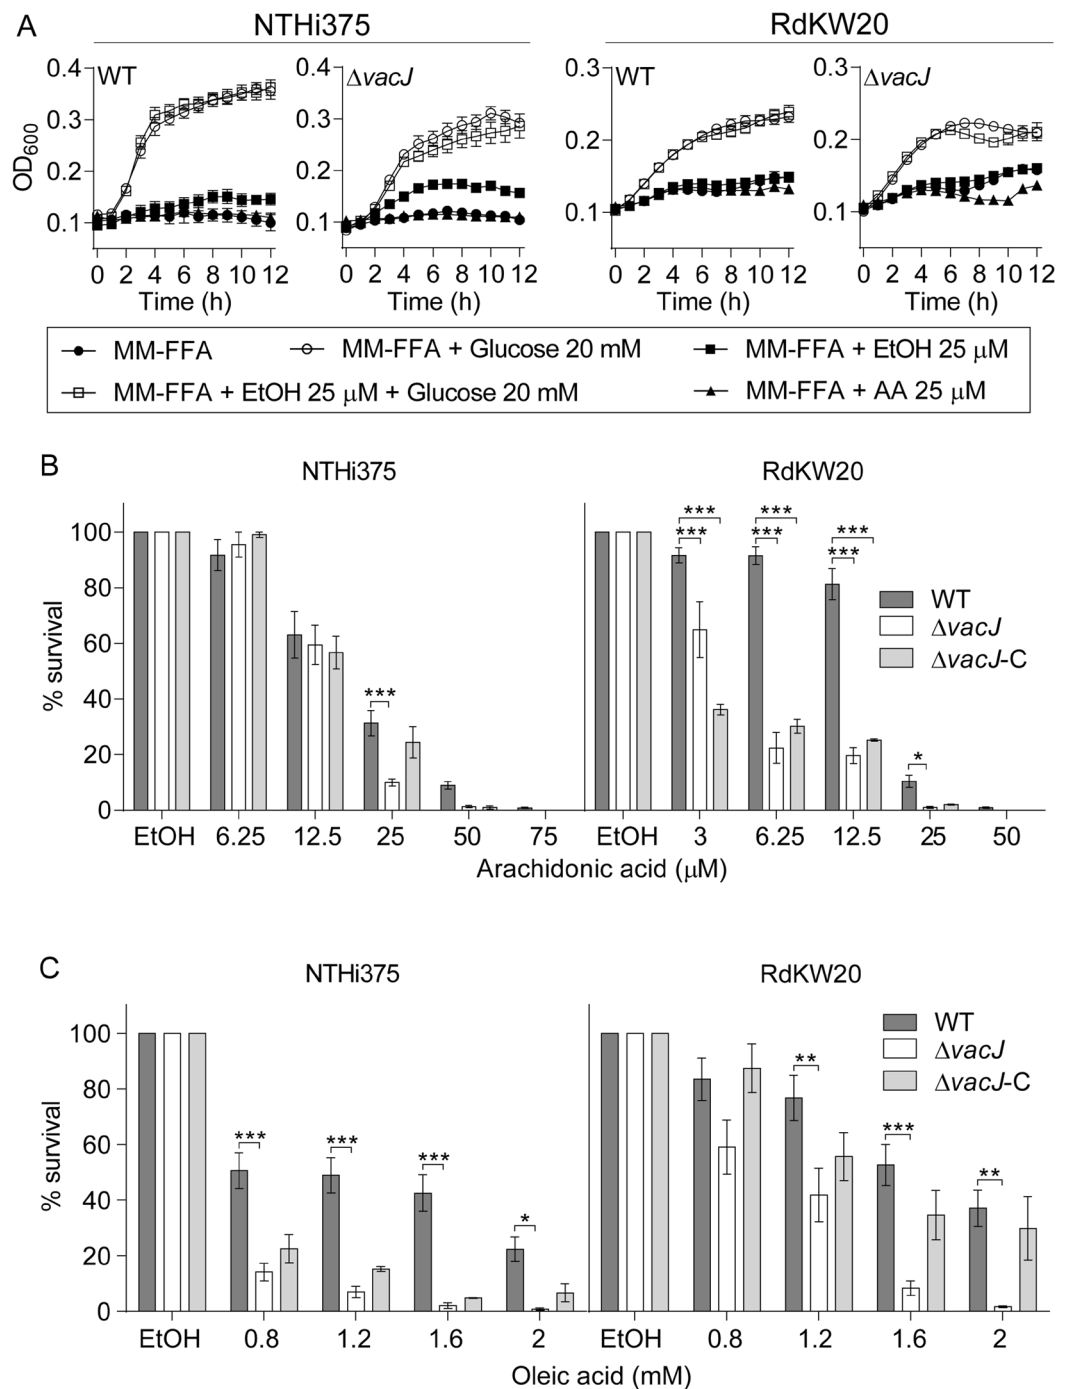 A
NTHi375
RdKW20
WT
ΔvacJ
WT
ΔvacJ
OD600
0.4
0.3
0.2
0.1
0.4
0.3
0.2
0.1
0.3
0.2
0.1
0.3
0.2
0.1
0 2 4 6 8 10 12
0 2 4 6 8 10 12
0 2 4 6 8 10 12
0 2 4 6 8 10 12
Time (h)
Time (h)
Time (h)
Time (h)
MM-FFA
MM-FFA + Glucose 20 mM
MM-FFA + EtOH 25 μM
MM-FFA + EtOH 25 μM + Glucose 20 mM
MM-FFA + AA 25 μM
B
NTHi375
RdKW20
% survival
100
80
60
40
20
0
***
***
***
***
***
***
***
*
WT
ΔvacJ
ΔvacJ-C
EtOH 6.25 12.5 25 50 75
EtOH 3 6.25 12.5 25 50
Arachidonic acid (μM)
C
NTHi375
RdKW20
% survival
100
80
60
40
20
0
***
***
***
*
**
***
**
WT
ΔvacJ
ΔvacJ-C
EtOH 0.8 1.2 1.6 2
EtOH 0.8 1.2 1.6 2
Oleic acid (mM)